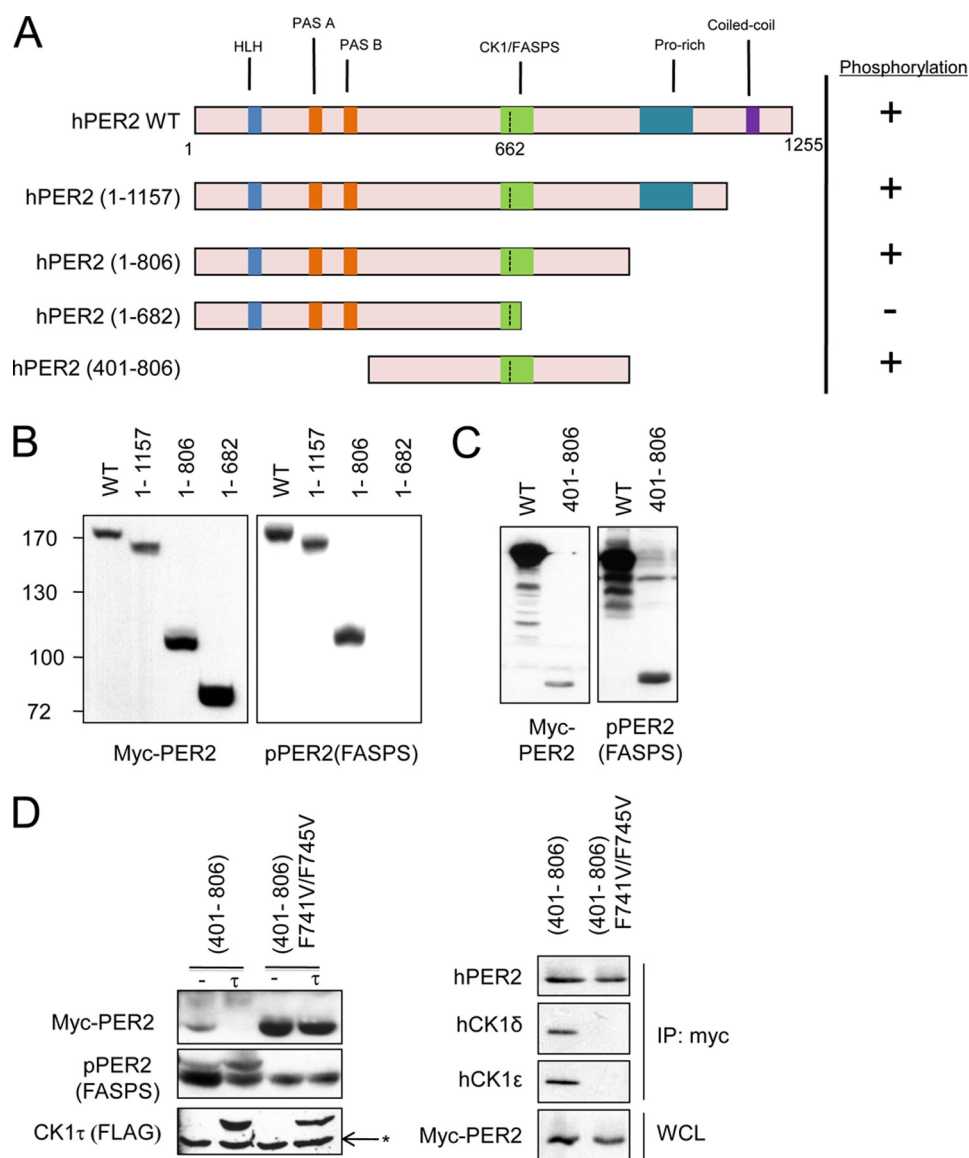 A
HLH
PAS A
PAS B
CK1/FASPS
Pro-rich
Coiled-coil
Phosphorylation
hPER2 WT
+
1
662
1255
hPER2 (1-1157)
+
hPER2 (1-806)
+
hPER2 (1-682)
-
hPER2 (401-806)
+
B
WT
1- 1157
1- 806
1- 682
WT
1- 1157
1- 806
1- 682
170
130
100
72
Myc-PER2
pPER2(FASPS)
C
WT
401- 806
WT
401- 806
Myc-
PER2
pPER2
(FASPS)
D
(401- 806)
(401- 806)
F741V/F745V
- τ - τ
Myc-PER2
pPER2
(FASPS)
CK1τ (FLAG)
*
(401- 806)
(401- 806)
F741V/F745V
hPER2
hCK1δ
hCK1ε
IP: myc
Myc-PER2
WCL